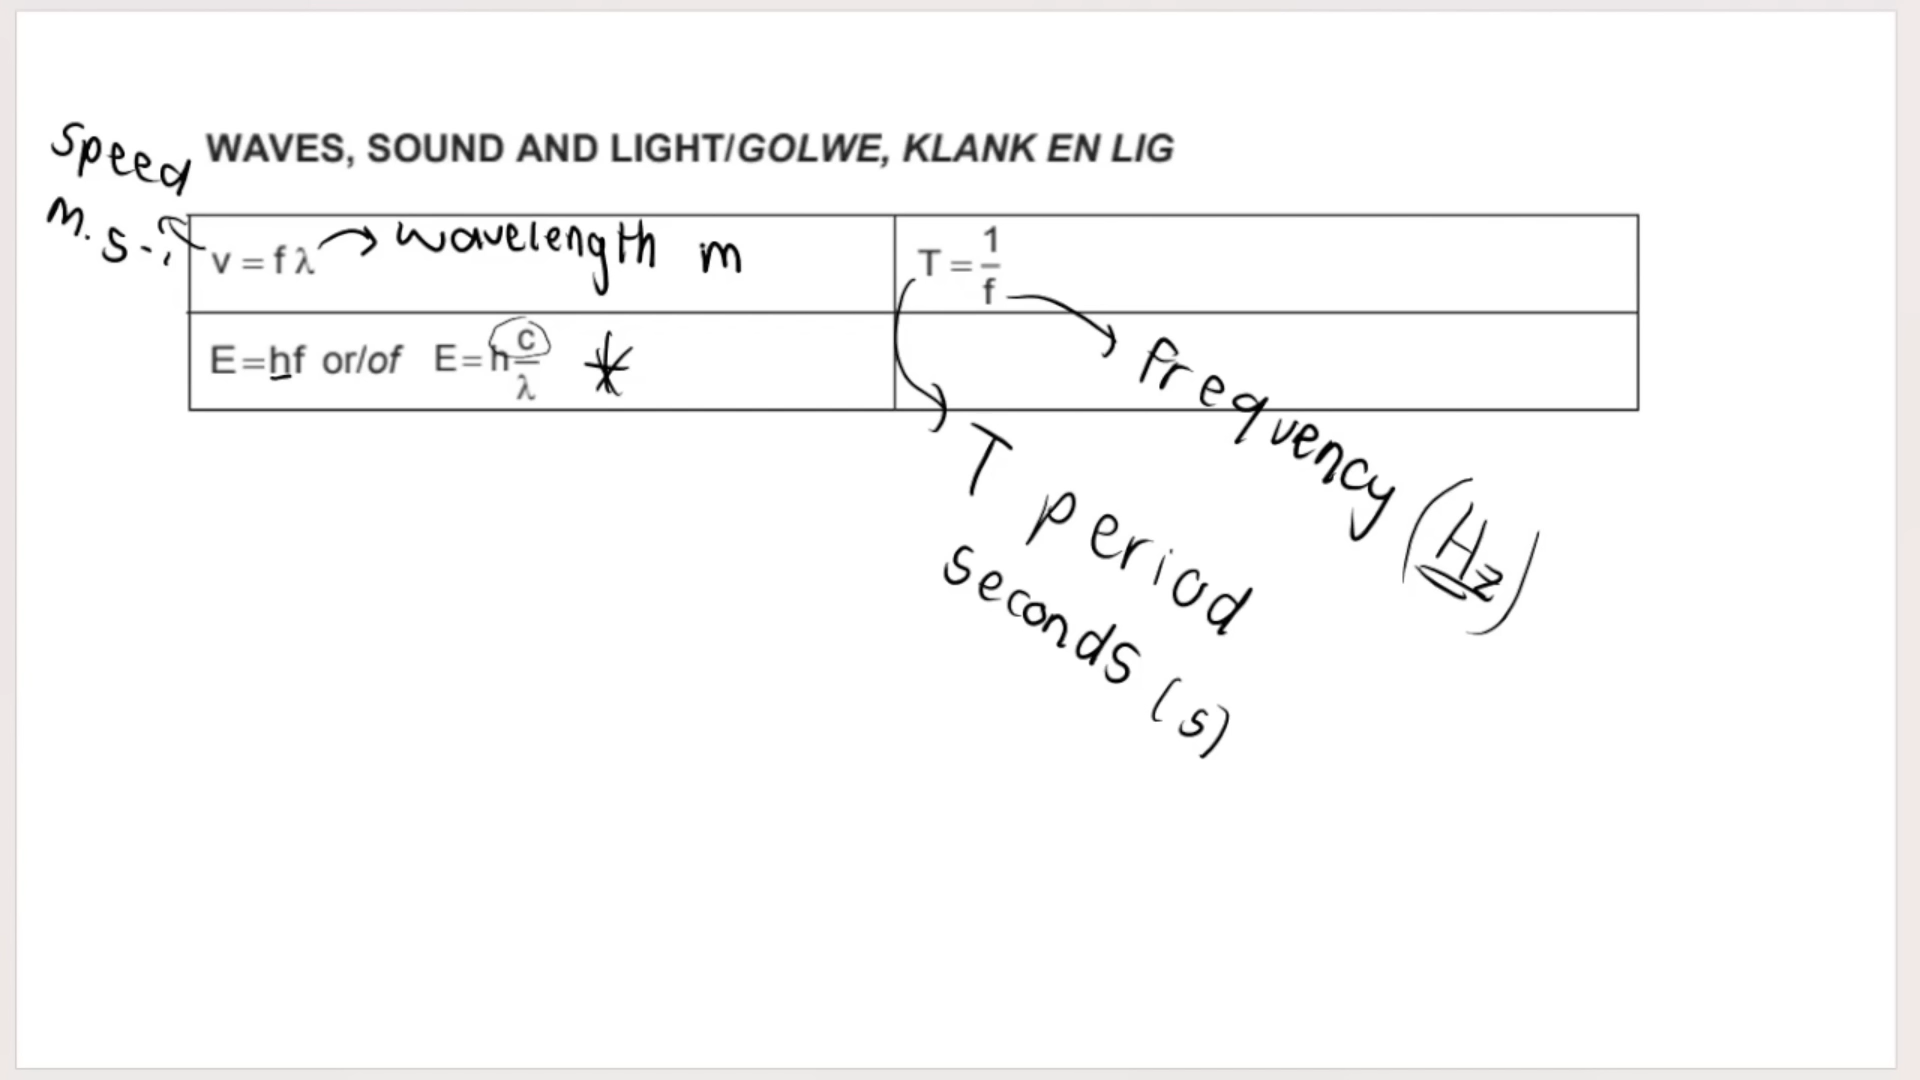 speed
m.s-1
WAVES, SOUND AND LIGHT/GOLWE, KLANK EN LIG
v = f λ → wavelength m
T = 1/f
E = hf or/of E = h c/λ *
frequency (Hz)
T period
seconds (s)